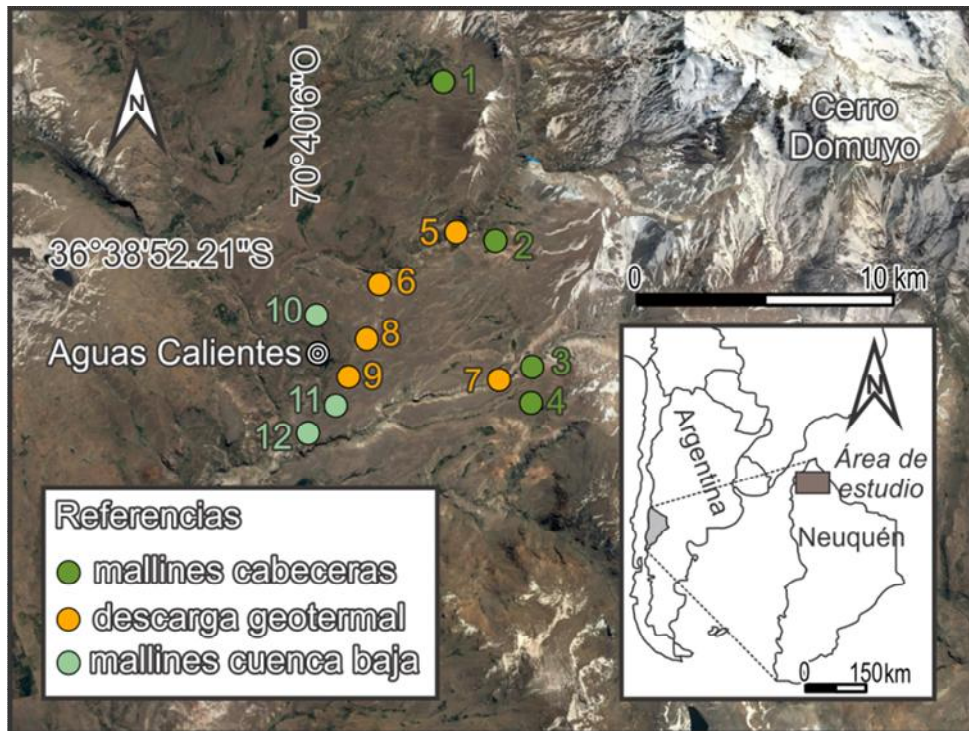 N
70°40'6"O
1
Cerro
Domuyo
5
2
36°38'52.21"S
6
0
10 km
10
8
Aguas Calientes
9
7
3
11
4
12
N
Argentina
Área de
estudio
Neuquén
0
150km
Referencias
mallines cabeceras
descarga geotermal
mallines cuenca baja